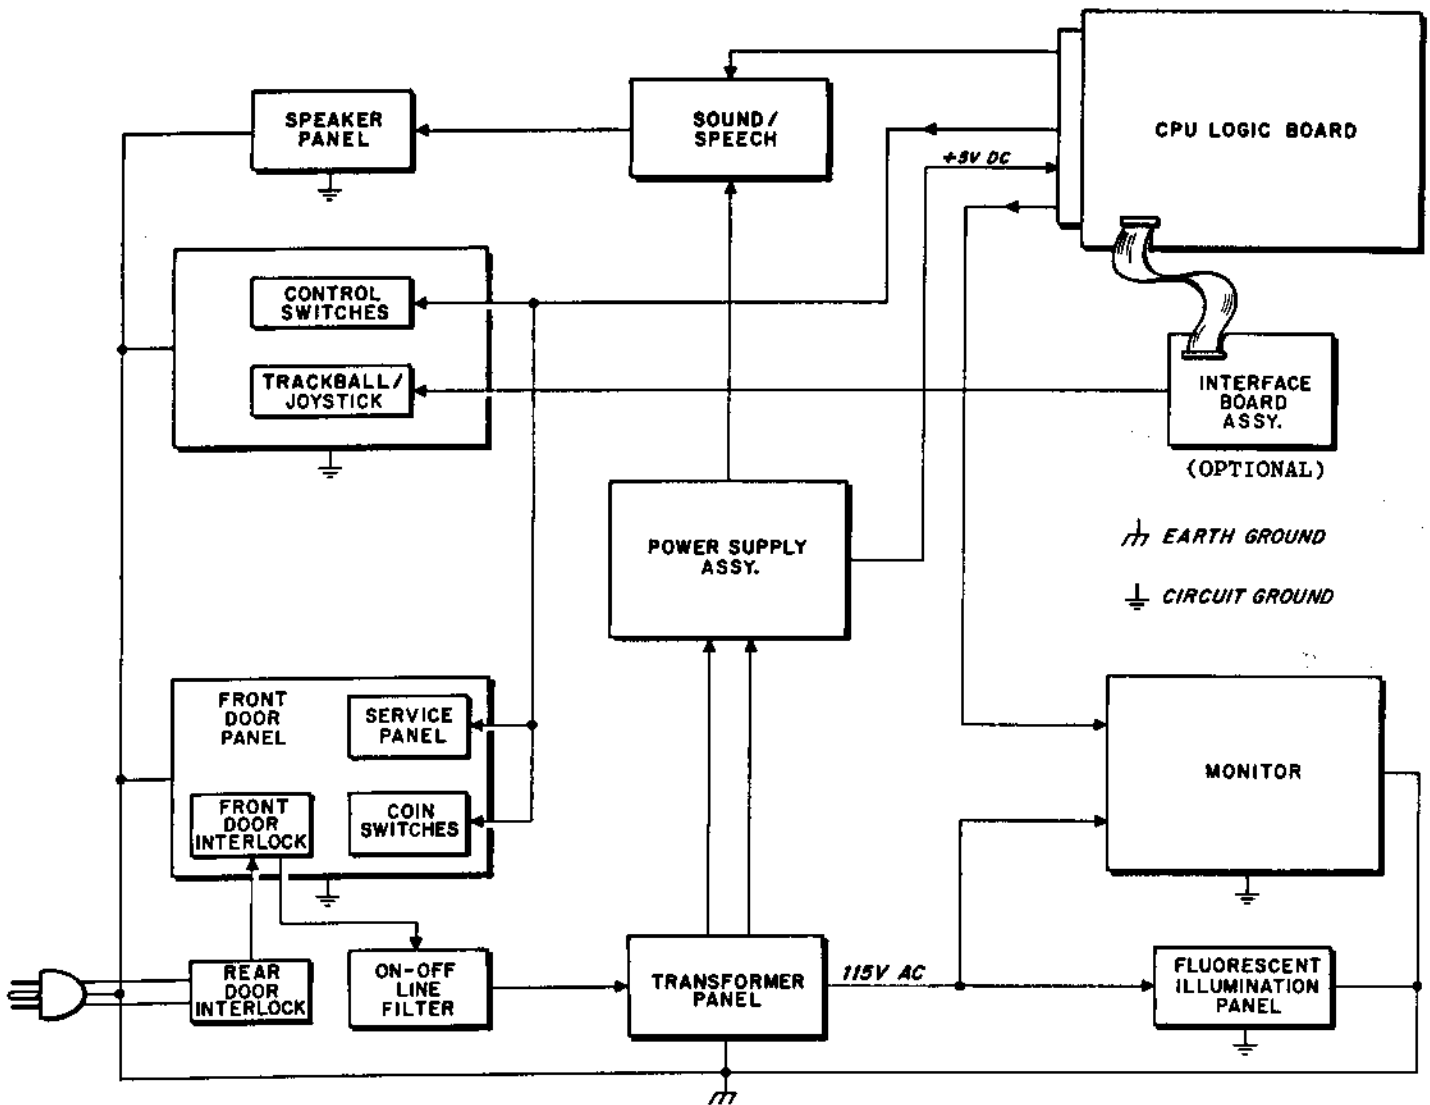 SPEAKER
PANEL
SOUND/
SPEECH
CPU LOGIC BOARD
+5V DC
CONTROL
SWITCHES
TRACKBALL/
JOYSTICK
INTERFACE
BOARD
ASSY.
(OPTIONAL)
POWER SUPPLY
ASSY.
EARTH GROUND
CIRCUIT GROUND
FRONT
DOOR
PANEL
SERVICE
PANEL
FRONT
DOOR
INTERLOCK
COIN
SWITCHES
MONITOR
REAR
DOOR
INTERLOCK
ON-OFF
LINE
FILTER
TRANSFORMER
PANEL
115V AC
FLUORESCENT
ILLUMINATION
PANEL